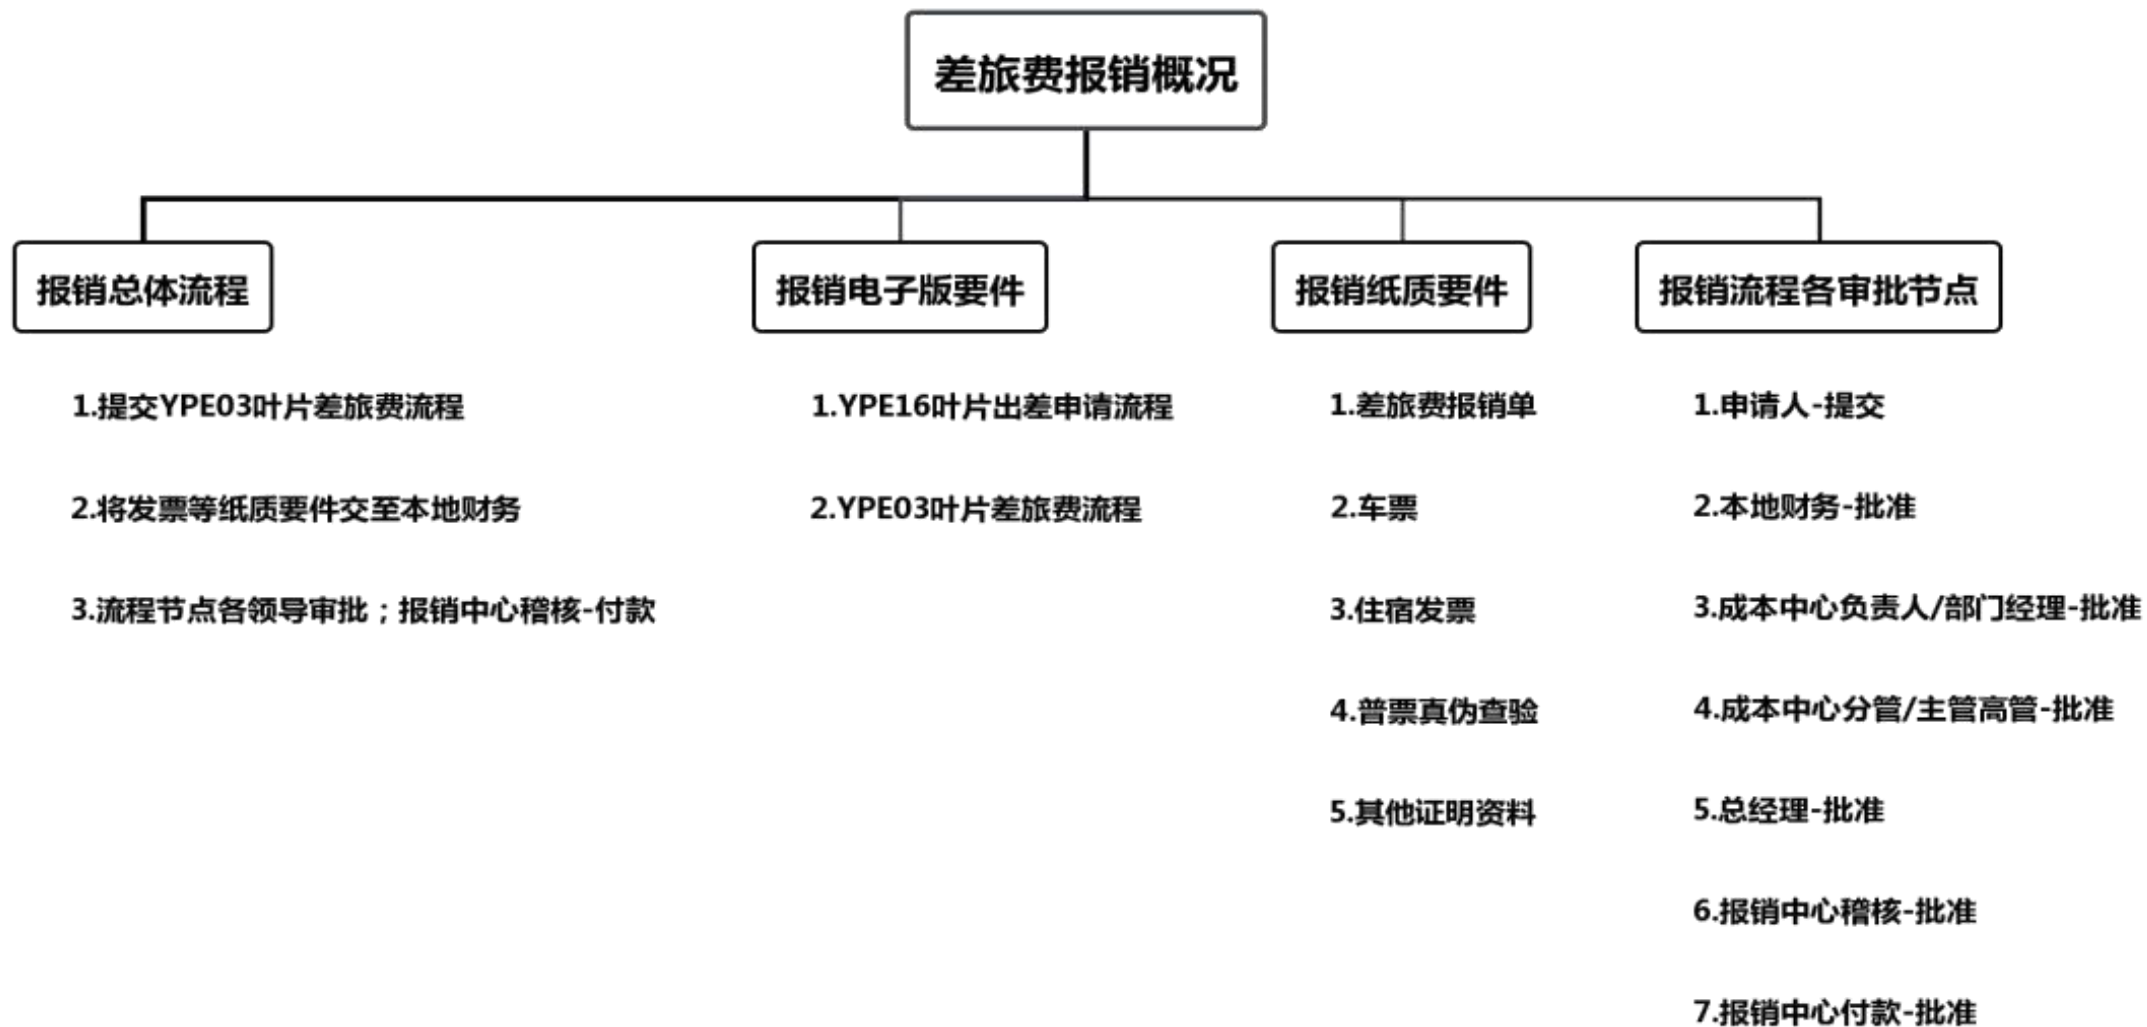 差旅费报销概况
报销总体流程
1.提交YPE03叶片差旅费流程
2.将发票等纸质要件交至本地财务
3.流程节点各领导审批；报销中心稽核-付款
报销电子版要件
1.YPE16叶片出差申请流程
2.YPE03叶片差旅费流程
报销纸质要件
1.差旅费报销单
2.车票
3.住宿发票
4.普票真伪查验
5.其他证明资料
报销流程各审批节点
1.申请人-提交
2.本地财务-批准
3.成本中心负责人/部门经理-批准
4.成本中心分管/主管高管-批准
5.总经理-批准
6.报销中心稽核-批准
7.报销中心付款-批准